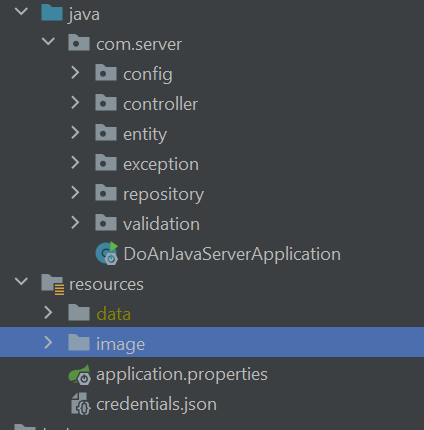 java
com.server
config
controller
entity
exception
repository
validation
DoAnJavaServerApplication
resources
data
image
application.properties
credentials.json